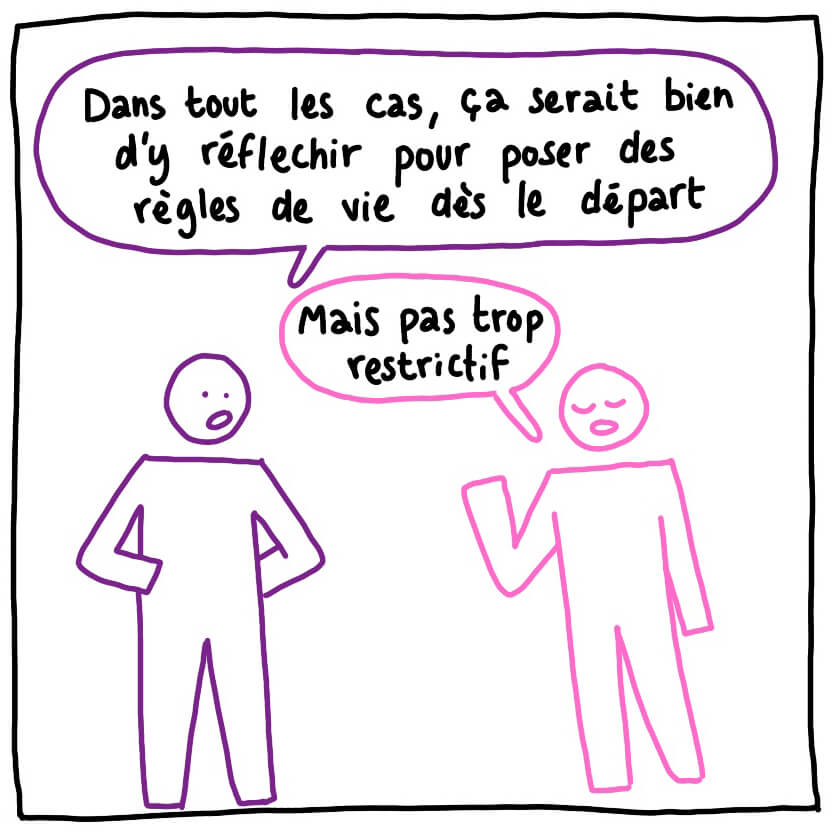 Dans tout les cas, ça serait bien
d'y réflechir pour poser des
règles de vie dès le départ
Mais pas trop
restrictif